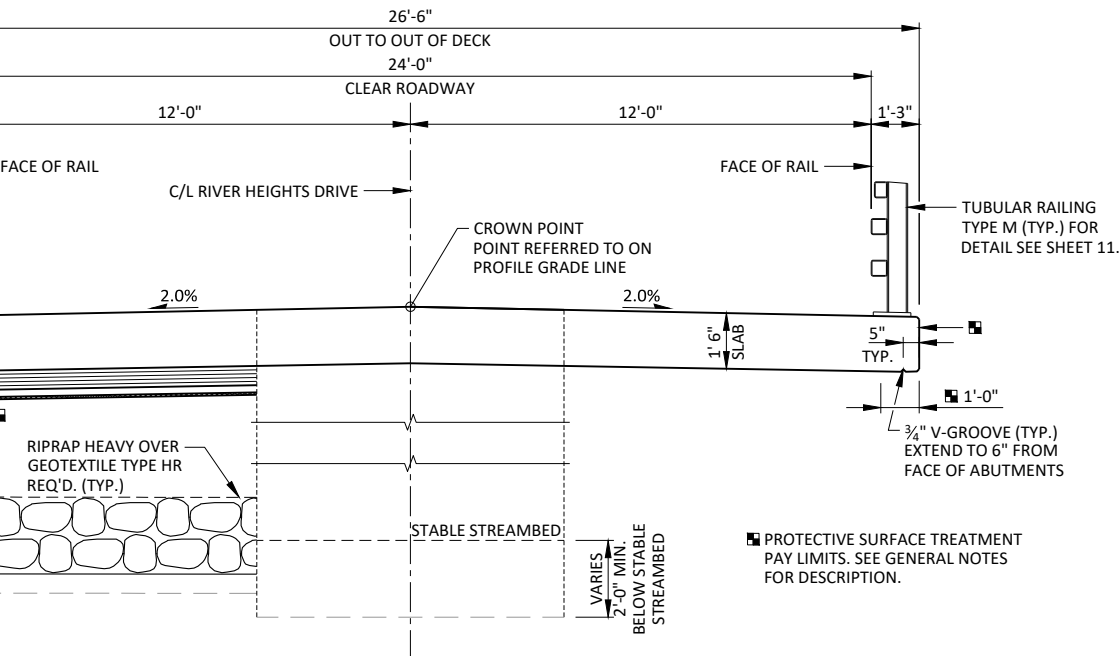 26'-6"
OUT TO OUT OF DECK
24'-0"
CLEAR ROADWAY
12'-0"
12'-0"
1'-3"
FACE OF RAIL
FACE OF RAIL
C/L RIVER HEIGHTS DRIVE
TUBULAR RAILING
TYPE M (TYP.) FOR
DETAIL SEE SHEET 11.
CROWN POINT
POINT REFERRED TO ON
PROFILE GRADE LINE
2.0%
2.0%
1' 6"
SLAB
5"
TYP.
1'-0"
¾" V-GROOVE (TYP.)
EXTEND TO 6" FROM
FACE OF ABUTMENTS
RIPRAP HEAVY OVER
GEOTEXTILE TYPE HR
REQ'D. (TYP.)
STABLE STREAMBED
VARIES
2'-0" MIN.
BELOW STABLE
STREAMBED
PROTECTIVE SURFACE TREATMENT
PAY LIMITS. SEE GENERAL NOTES
FOR DESCRIPTION.